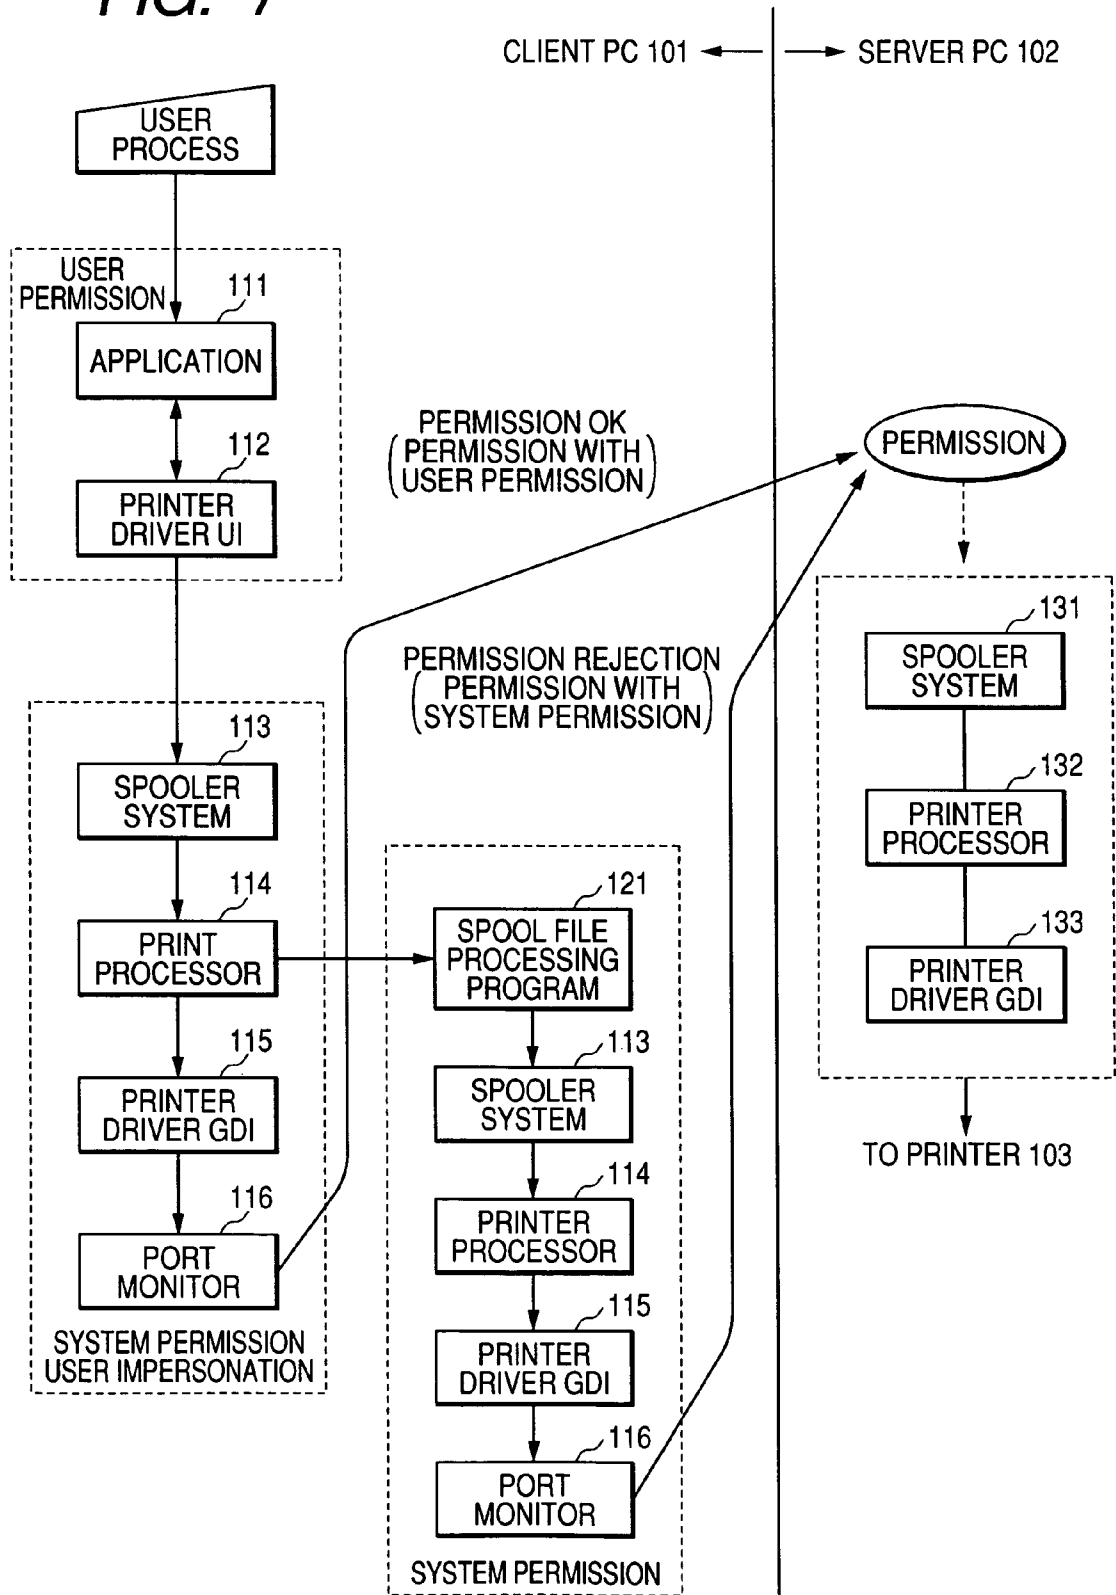 CLIENT PC 101
SERVER PC 102
USER
PROCESS
USER
PERMISSION
111
APPLICATION
112
PRINTER
DRIVER UI
PERMISSION OK
(PERMISSION WITH
USER PERMISSION)
PERMISSION
PERMISSION REJECTION
(PERMISSION WITH
SYSTEM PERMISSION)
113
SPOOLER
SYSTEM
114
PRINT
PROCESSOR
115
PRINTER
DRIVER GDI
116
PORT
MONITOR
SYSTEM PERMISSION
USER IMPERSONATION
121
SPOOL FILE
PROCESSING
PROGRAM
113
SPOOLER
SYSTEM
114
PRINTER
PROCESSOR
115
PRINTER
DRIVER GDI
116
PORT
MONITOR
SYSTEM PERMISSION
131
SPOOLER
SYSTEM
132
PRINTER
PROCESSOR
133
PRINTER
DRIVER GDI
TO PRINTER 103